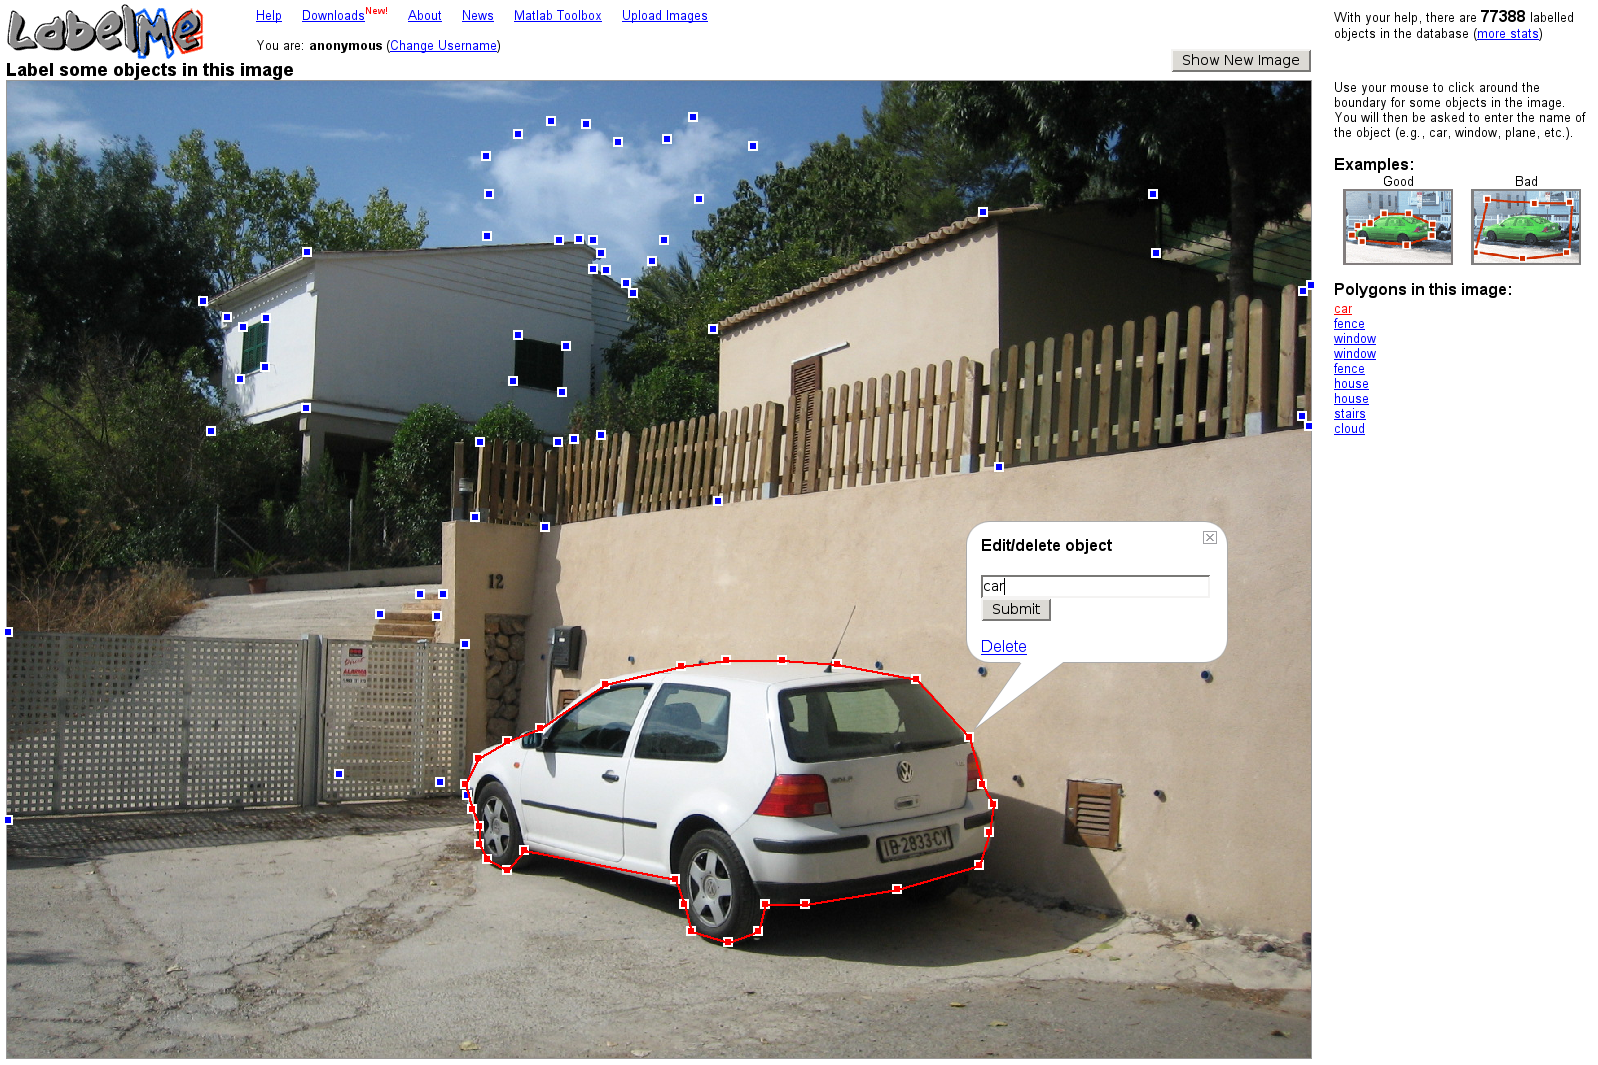 LabelMe
Help Downloads New! About News Matlab Toolbox Upload Images
You are: anonymous (Change Username)
Label some objects in this image
Show New Image
With your help, there are 77388 labelled
objects in the database (more stats)
Use your mouse to click around the
boundary for some objects in the image.
You will then be asked to enter the name of
the object (e.g., car, window, plane, etc.).
Examples:
Good Bad
Polygons in this image:
car
fence
window
window
fence
house
house
stairs
cloud
Edit/delete object
car
Submit
Delete
12
GOLF
IB-2833-CY